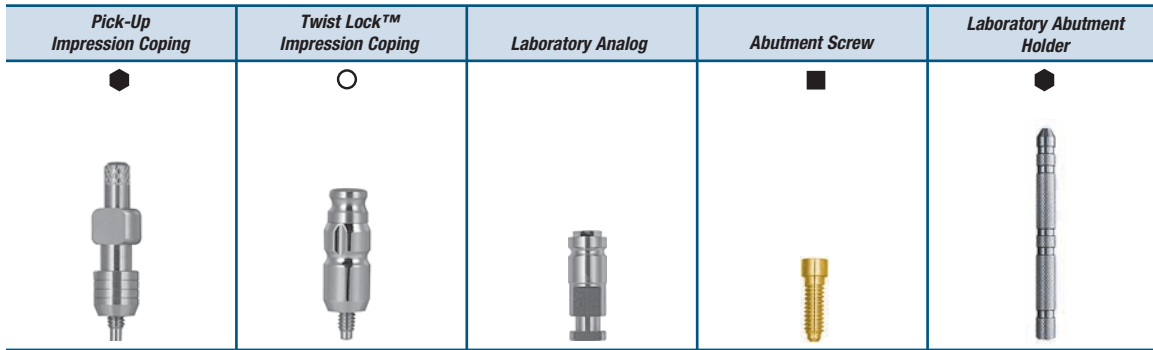 Pick-Up
Impression Coping
Twist Lock™
Impression Coping
Laboratory Analog
Abutment Screw
Laboratory Abutment
Holder